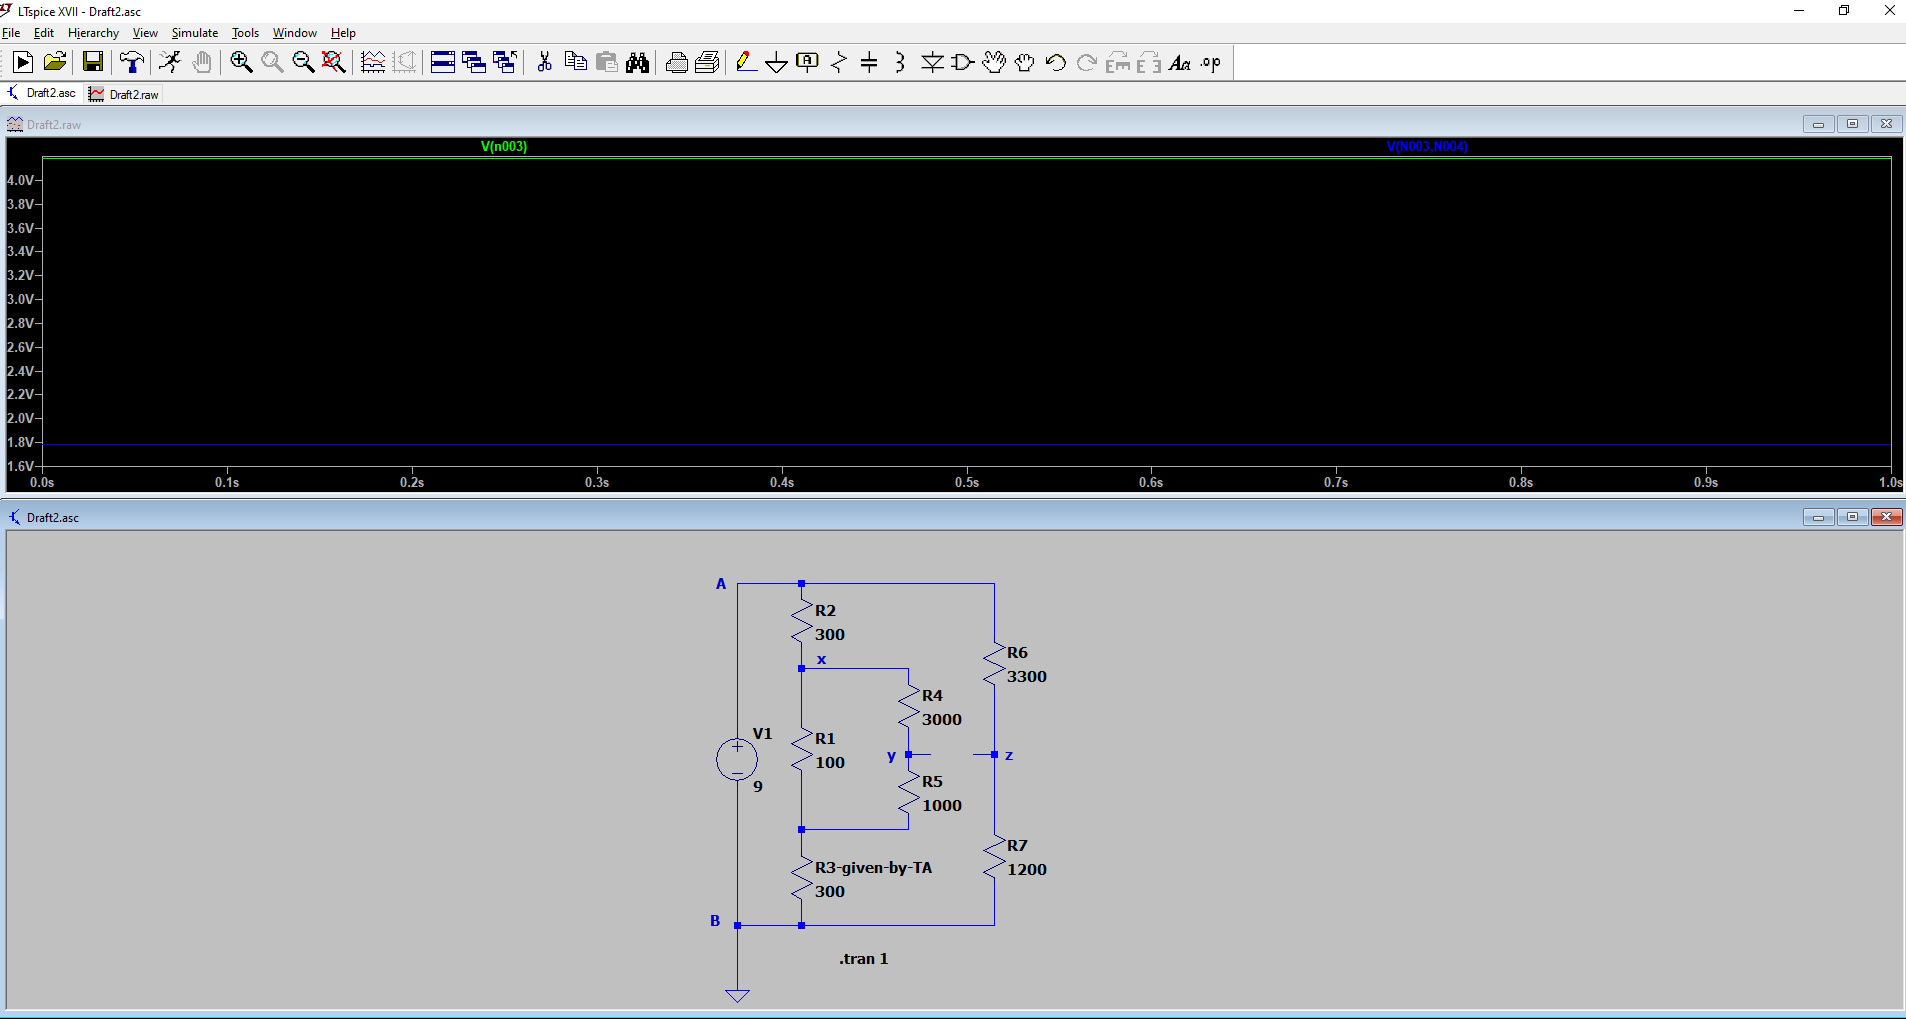 LTspice XVII - Draft2.asc
File Edit Hierarchy View Simulate Tools Window Help
A Aa .op
Draft2.asc Draft2.raw
Draft2.raw
V(n003) V(N003,N004)
4.0V
3.8V
3.6V
3.4V
3.2V
3.0V
2.8V
2.6V
2.4V
2.2V
2.0V
1.8V
1.6V
0.0s 0.1s 0.2s 0.3s 0.4s 0.5s 0.6s 0.7s 0.8s 0.9s 1.0s
Draft2.asc
A
R2
300
x
R6
3300
R4
3000
V1
R1
100
y
z
9
R5
1000
R3-given-by-TA
300
R7
1200
B
.tran 1